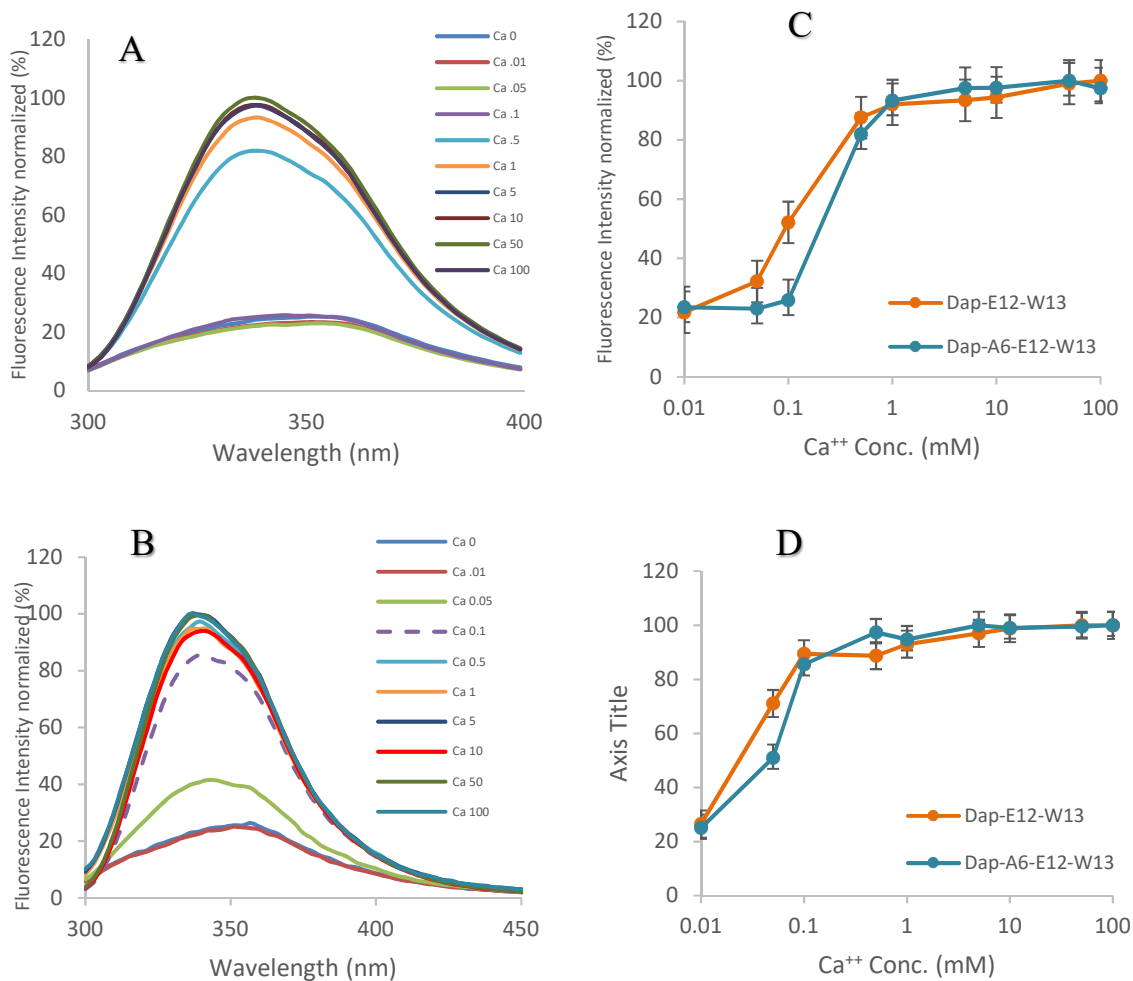 A
Fluorescence Intensity normalized (%)
120
100
80
60
40
20
0
300
350
400
Wavelength (nm)
Ca 0
Ca .01
Ca .05
Ca .1
Ca .5
Ca 1
Ca 5
Ca 10
Ca 50
Ca 100
C
Fluorescence Intensity normalized (%)
120
100
80
60
40
20
0
0.01
0.1
1
10
100
Ca⁺⁺ Conc. (mM)
Dap-E12-W13
Dap-A6-E12-W13
B
Fluorescence Intensity normalized (%)
120
100
80
60
40
20
0
300
350
400
450
Wavelength (nm)
Ca 0
Ca .01
Ca 0.05
Ca 0.1
Ca 0.5
Ca 1
Ca 5
Ca 10
Ca 50
Ca 100
D
Axis Title
120
100
80
60
40
20
0
0.01
0.1
1
10
100
Ca⁺⁺ Conc. (mM)
Dap-E12-W13
Dap-A6-E12-W13